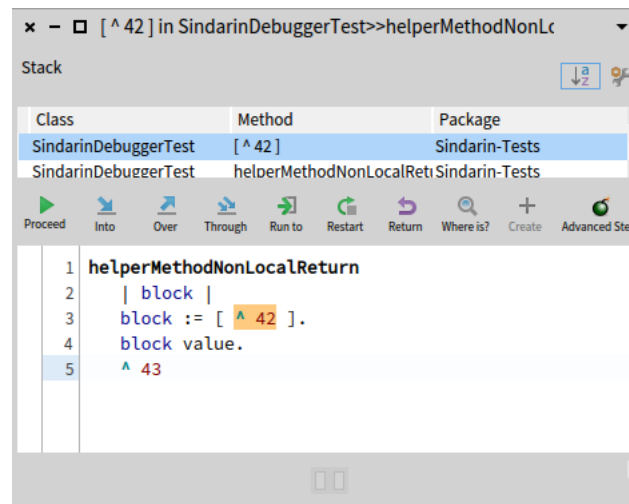 [ ^ 42 ] in SindarinDebuggerTest>>helperMethodNonLc
Stack
Class Method Package
SindarinDebuggerTest [ ^ 42 ] Sindarin-Tests
SindarinDebuggerTest helperMethodNonLocalRetu Sindarin-Tests
Proceed Into Over Through Run to Restart Return Where is? Create Advanced Ste
1 helperMethodNonLocalReturn
2 | block |
3 block := [ ^ 42 ].
4 block value.
5 ^ 43